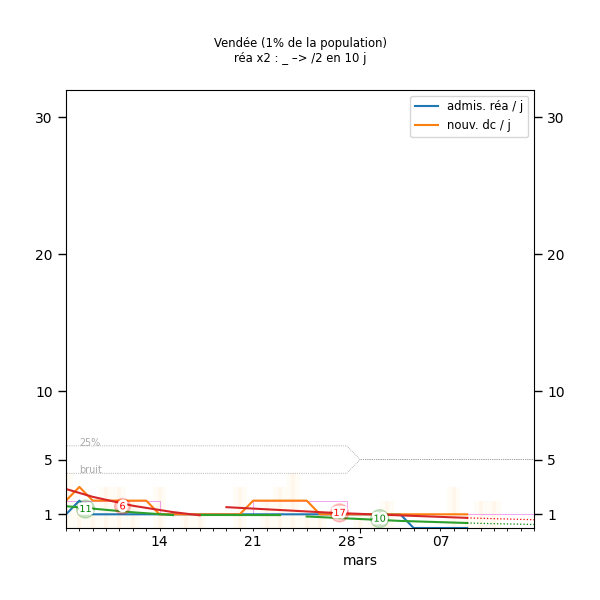 Vendée (1% de la population)
réa x2 : _ –> /2 en 10 j
admis. réa / j
nouv. dc / j
30 30
20 20
10 10
25%
5 5
bruit
11 6 17 -10
1 1
14 21 28 07
mars